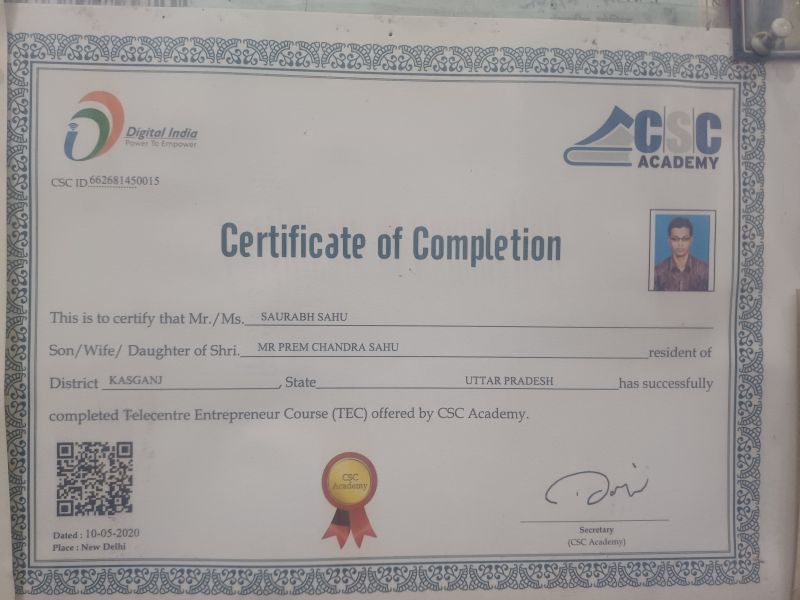 Digital India
Power To Empower
CSC
ACADEMY
CSC ID 662681450015
Certificate of Completion
This is to certify that Mr./Ms. SAURABH SAHU
Son/Wife/ Daughter of Shri. MR PREM CHANDRA SAHU resident of
District KASGANJ, State UTTAR PRADESH has successfully
completed Telecentre Entrepreneur Course (TEC) offered by CSC Academy.
CSC
Academy
Dated : 10-05-2020
Place : New Delhi
Secretary
(CSC Academy)